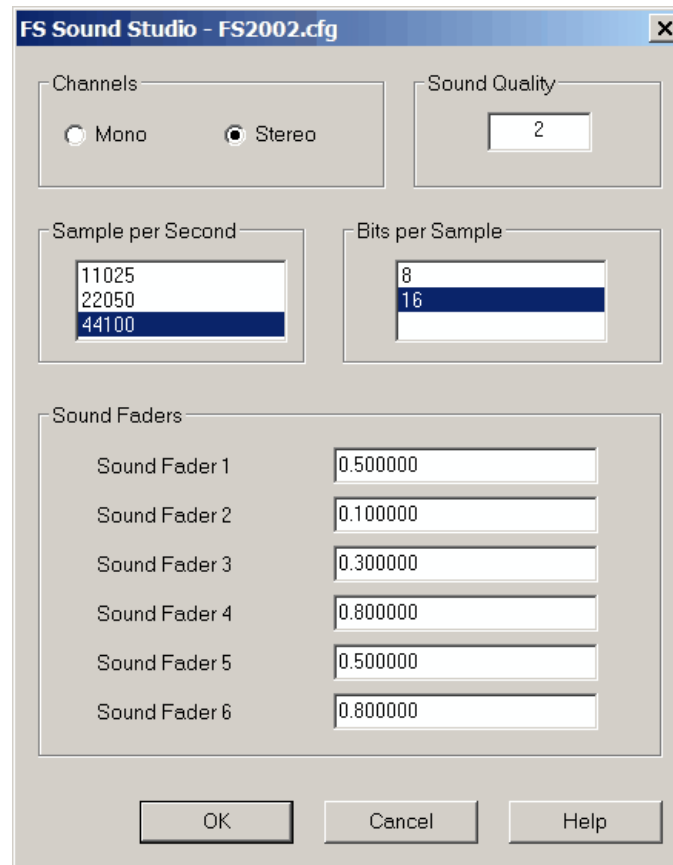 FS Sound Studio - FS2002.cfg
Channels
Mono
Stereo
Sound Quality
2
Sample per Second
11025
22050
44100
Bits per Sample
8
16
Sound Faders
Sound Fader 1
0.500000
Sound Fader 2
0.100000
Sound Fader 3
0.300000
Sound Fader 4
0.800000
Sound Fader 5
0.500000
Sound Fader 6
0.800000
OK
Cancel
Help